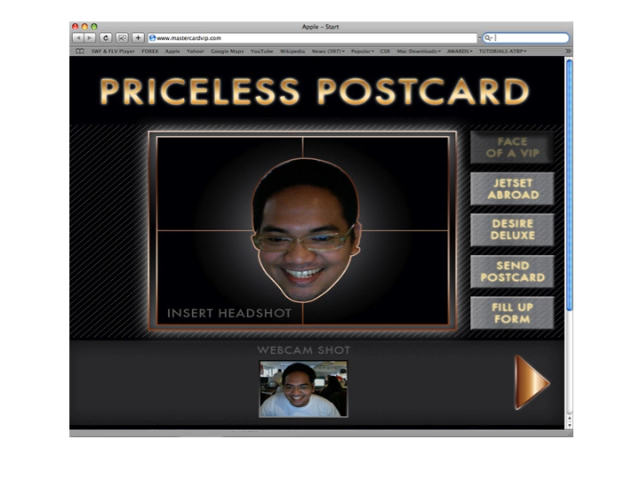 Apple – Start
www.mastercardvip.com
SWF & FLV Player FOREX Apple Yahoo! Google Maps YouTube Wikipedia News (597) Popular CSR Mac Downloads AWARDS TUTORIALS ATBP
PRICELESS POSTCARD
FACE
OF A VIP
JETSET
ABROAD
DESIRE
DELUXE
SEND
POSTCARD
FILL UP
FORM
INSERT HEADSHOT
WEBCAM SHOT